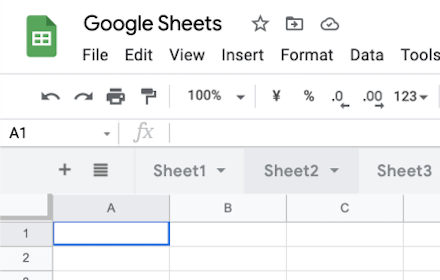 Google Sheets
File Edit View Insert Format Data Tools
100% ¥ % .0 .00 123
A1 fx
+ Sheet1 Sheet2 Sheet3
A B C
1
2